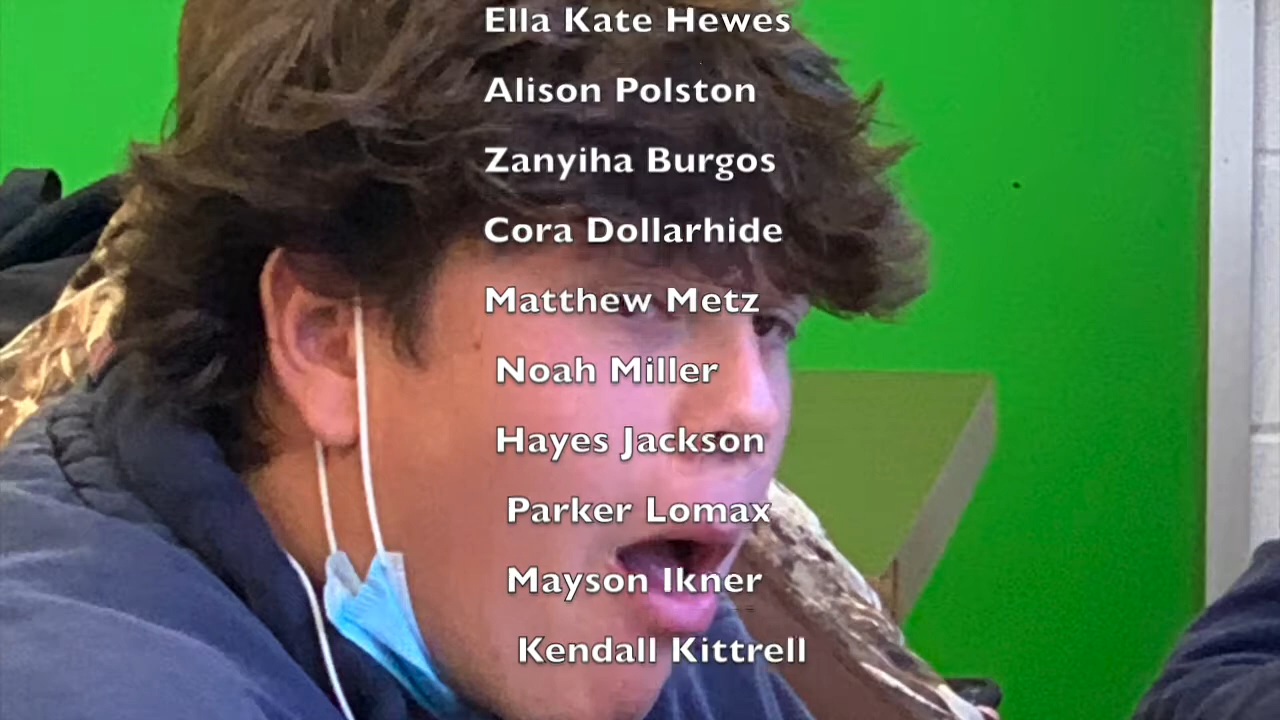 Ella Kate Hewes
Alison Polston
Zanyiha Burgos
Cora Dollarhide
Matthew Metz
Noah Miller
Hayes Jackson
Parker Lomax
Mayson Ikner
Kendall Kittrell